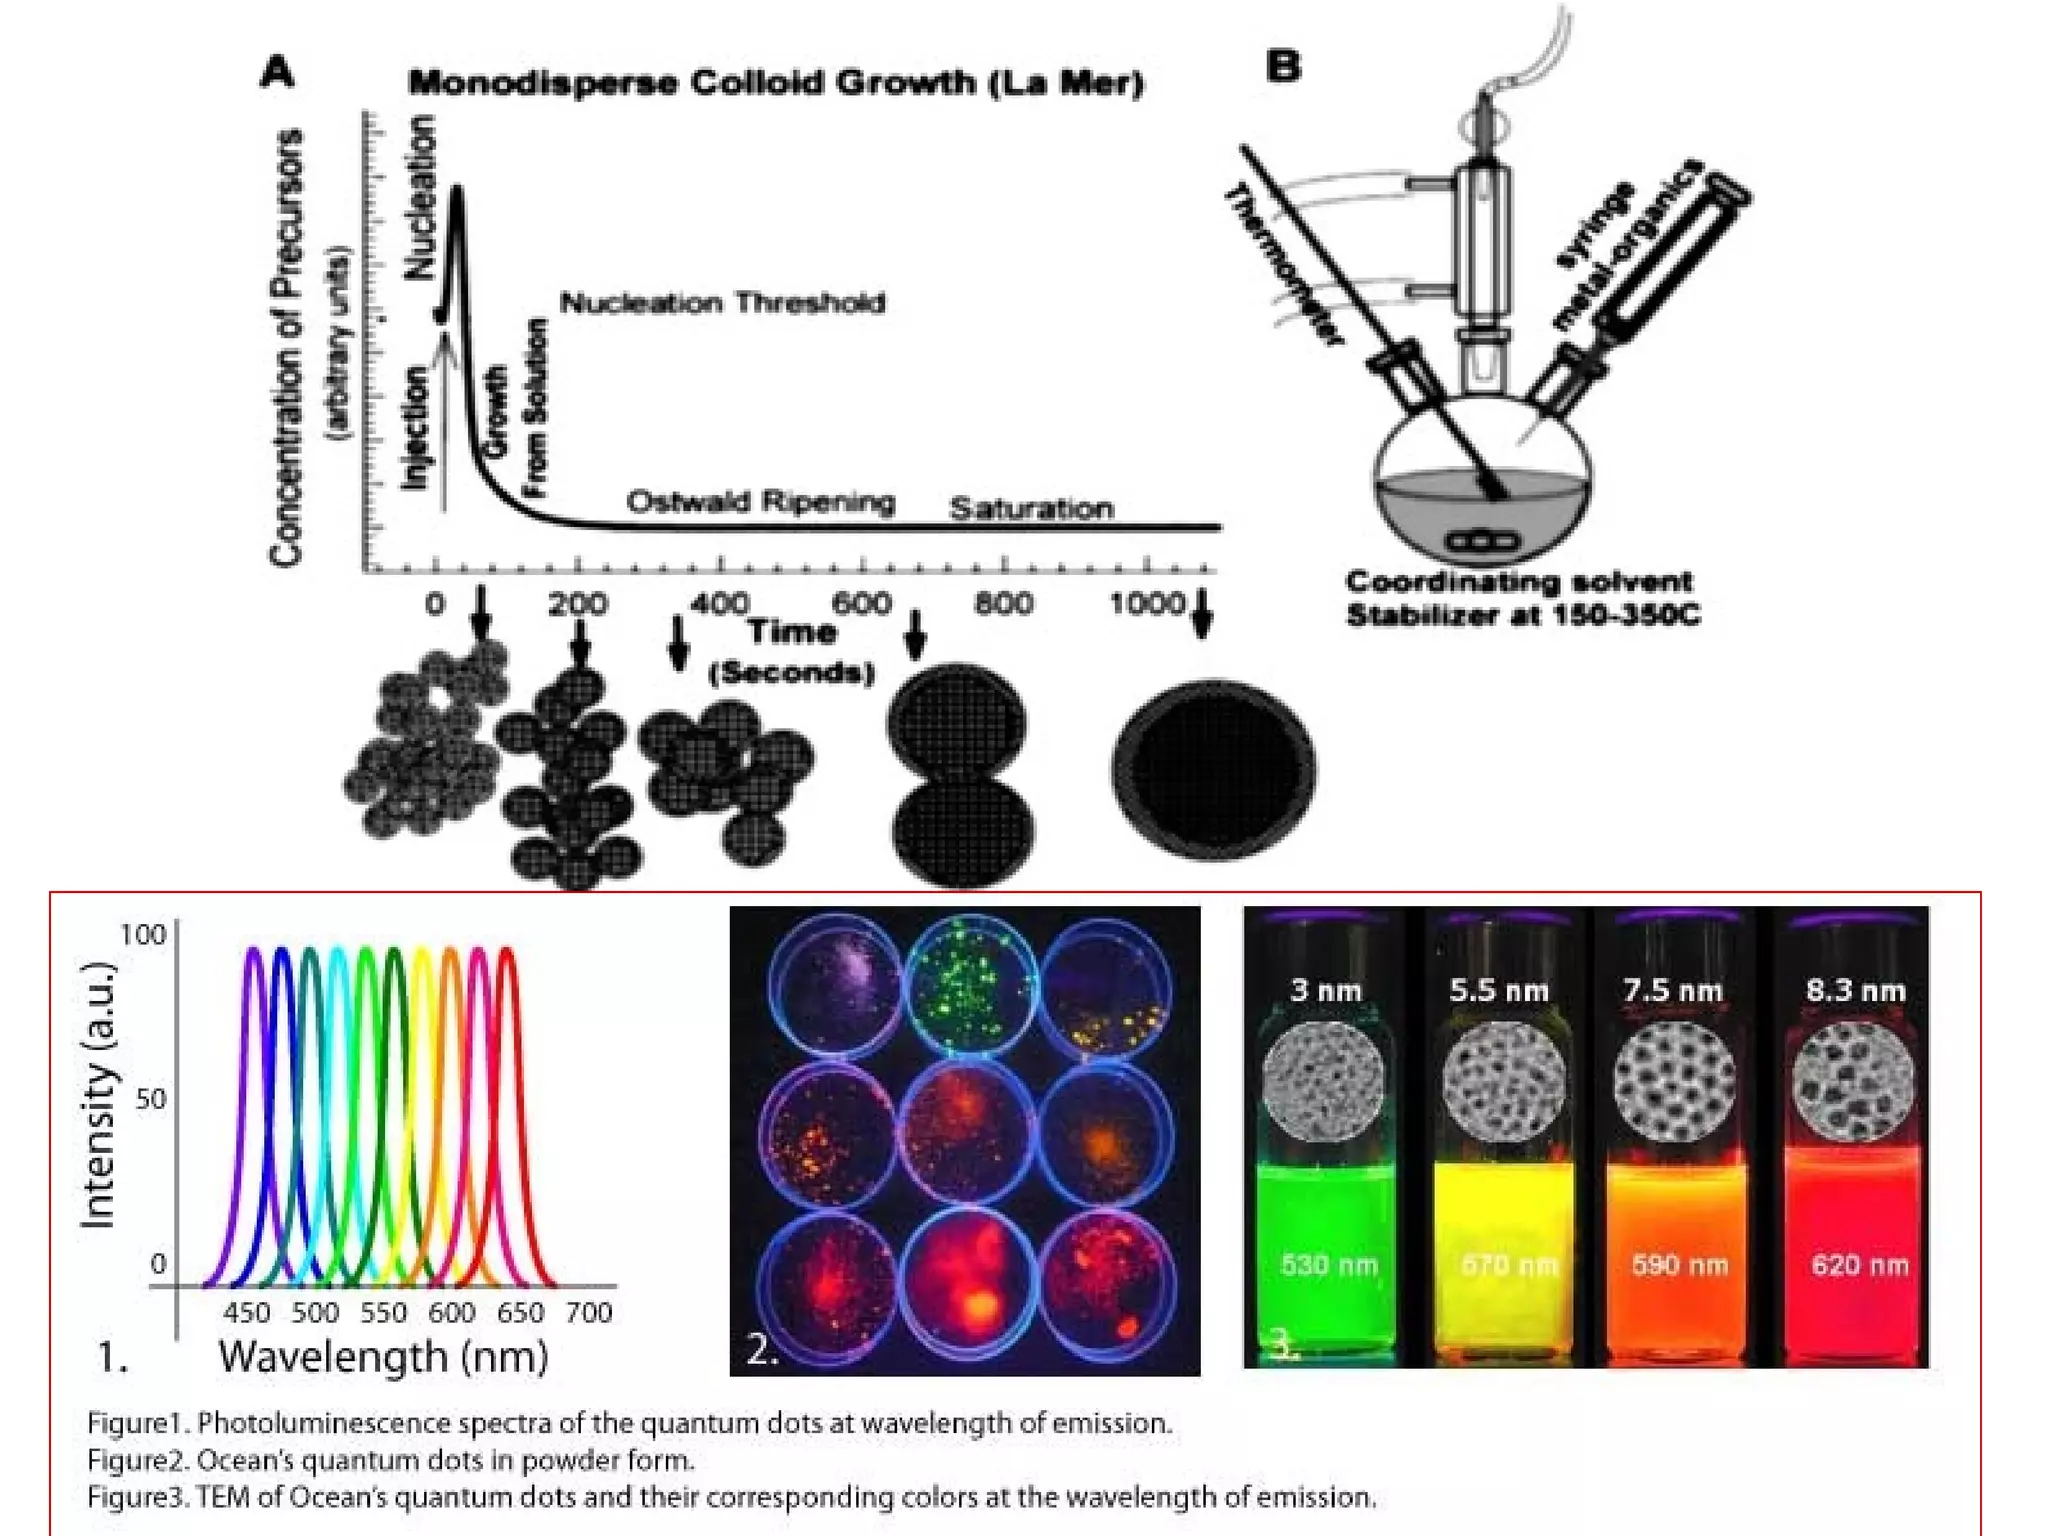 A
Monodisperse Colloid Growth (La Mer)
Concentration of Precursors
(arbitrary units)
Nucleation
Injection
Growth
From Solution
Nucleation Threshold
Ostwald Ripening
Saturation
0 200 400 600 800 1000
Time
(Seconds)
B
Thermometer
syringe
metal-organics
Coordinating solvent
Stabilizer at 150-350C
100
50
0
Intensity (a.u.)
450 500 550 600 650 700
Wavelength (nm)
1.
2.
3 nm 5.5 nm 7.5 nm 8.3 nm
530 nm 570 nm 590 nm 620 nm
3.
Figure1. Photoluminescence spectra of the quantum dots at wavelength of emission.
Figure2. Ocean's quantum dots in powder form.
Figure3. TEM of Ocean's quantum dots and their corresponding colors at the wavelength of emission.